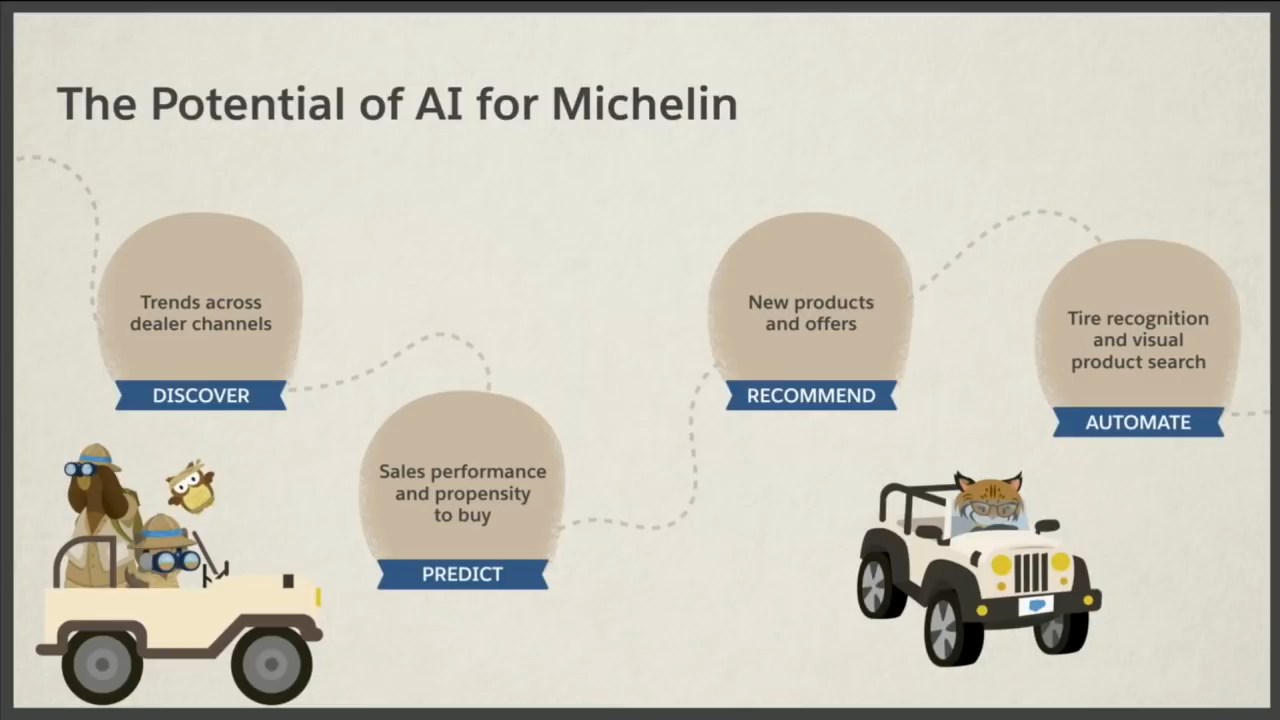 The Potential of AI for Michelin
Trends across
dealer channels
DISCOVER
Sales performance
and propensity
to buy
PREDICT
New products
and offers
RECOMMEND
Tire recognition
and visual
product search
AUTOMATE